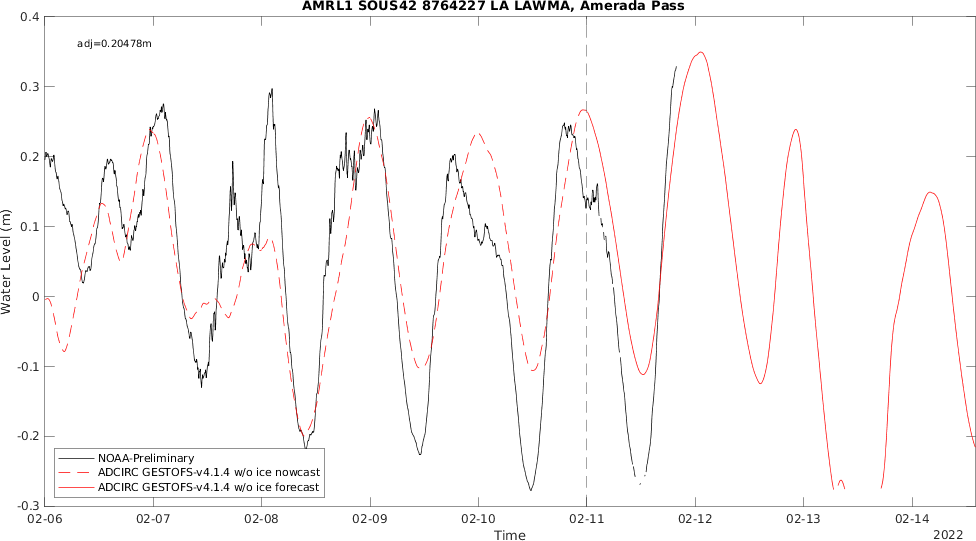 AMRL1 SOUS42 8764227 LA LAWMA, Amerada Pass
adj=0.20478m
Water Level (m)
0.4
0.3
0.2
0.1
0
-0.1
-0.2
-0.3
NOAA-Preliminary
ADCIRC GESTOFS-v4.1.4 w/o ice nowcast
ADCIRC GESTOFS-v4.1.4 w/o ice forecast
02-06 02-07 02-08 02-09 02-10 02-11 02-12 02-13 02-14
Time
2022